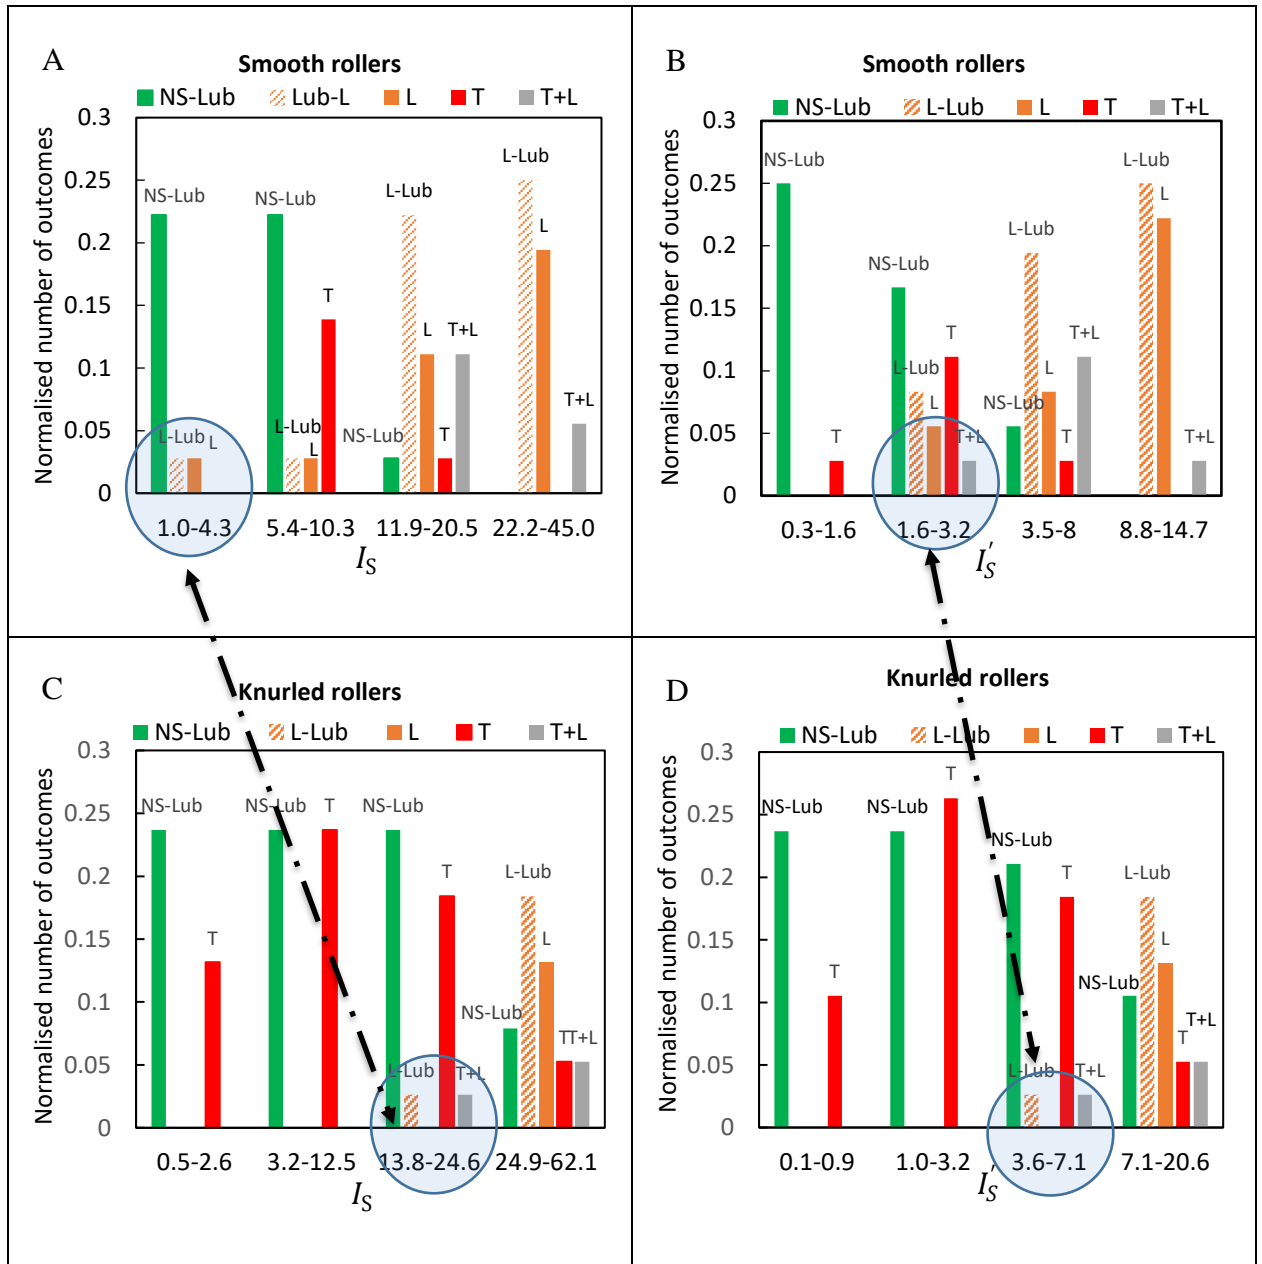 A
Smooth rollers
NS-Lub Lub-L L T T+L
Normalised number of outcomes
0.3
0.25
0.2
0.15
0.1
0.05
0
NS-Lub
L-Lub
L
NS-Lub
L-Lub
L
T
NS-Lub
L-Lub
L
T
T+L
L-Lub
L
T+L
1.0-4.3 5.4-10.3 11.9-20.5 22.2-45.0
I_S
B
Smooth rollers
NS-Lub L-Lub L T T+L
Normalised number of outcomes
0.3
0.25
0.2
0.15
0.1
0.05
0
NS-Lub
T
NS-Lub
L-Lub
L
T
T+L
NS-Lub
L-Lub
L
T
T+L
L-Lub
L
T+L
0.3-1.6 1.6-3.2 3.5-8 8.8-14.7
I'_S
C
Knurled rollers
NS-Lub L-Lub L T T+L
Normalised number of outcomes
0.3
0.25
0.2
0.15
0.1
0.05
0
NS-Lub
T
NS-Lub
T
NS-Lub
L-Lub
T
T+L
NS-Lub
L-Lub
L
T
T+L
0.5-2.6 3.2-12.5 13.8-24.6 24.9-62.1
I_S
D
Knurled rollers
NS-Lub L-Lub L T T+L
Normalised number of outcomes
0.3
0.25
0.2
0.15
0.1
0.05
0
NS-Lub
T
NS-Lub
T
NS-Lub
L-Lub
T
T+L
NS-Lub
L-Lub
L
T
T+L
0.1-0.9 1.0-3.2 3.6-7.1 7.1-20.6
I'_S